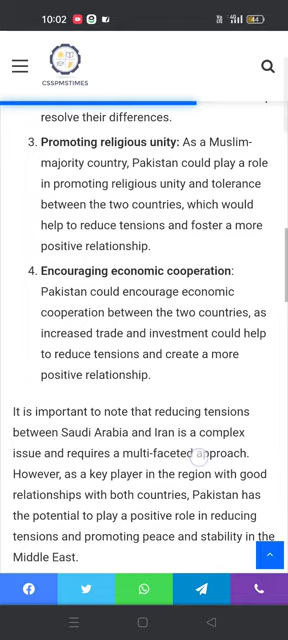 10:02
44
CSSPMSTIMES
resolve their differences.
3. Promoting religious unity: As a Muslim-
majority country, Pakistan could play a role
in promoting religious unity and tolerance
between the two countries, which would
help to reduce tensions and foster a more
positive relationship.
4. Encouraging economic cooperation:
Pakistan could encourage economic
cooperation between the two countries, as
increased trade and investment could help
to reduce tensions and create a more
positive relationship.
It is important to note that reducing tensions
between Saudi Arabia and Iran is a complex
issue and requires a multi-faceted approach.
However, as a key player in the region with good
relationships with both countries, Pakistan has
the potential to play a positive role in reducing
tensions and promoting peace and stability in the
Middle East.